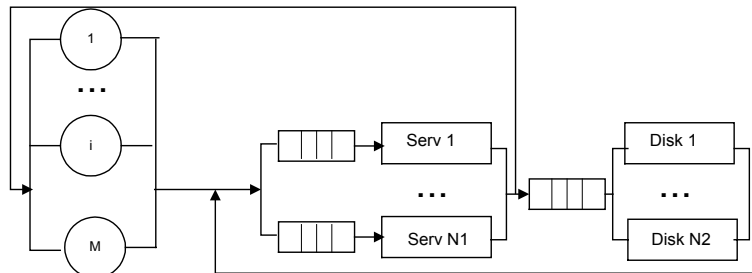 1
...
i
M
Serv 1
...
Serv N1
Disk 1
...
Disk N2